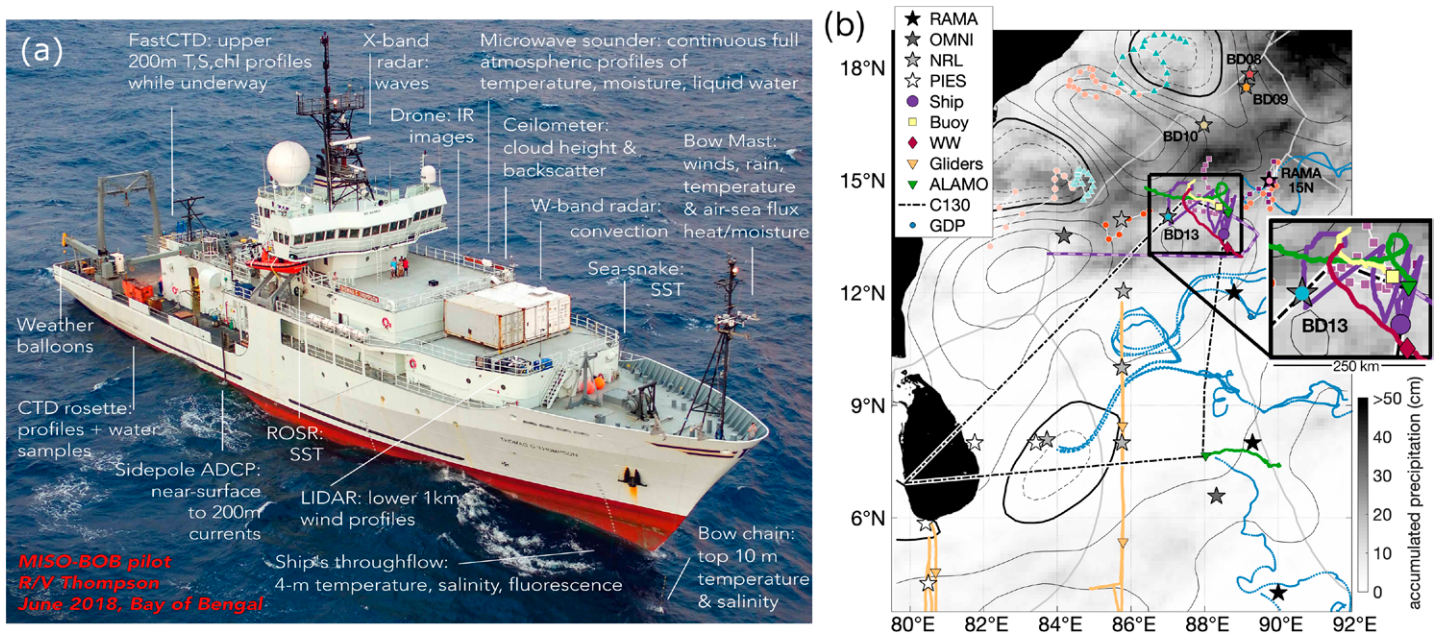 (a)
FastCTD: upper
200m T,S,chl profiles
while underway
X-band
radar:
waves
Microwave sounder: continuous full
atmospheric profiles of
temperature, moisture, liquid water
Drone: IR
images
Ceilometer:
cloud height &
backscatter
Bow Mast:
winds, rain,
temperature
& air-sea flux
heat/moisture
W-band radar:
convection
Sea-snake:
SST
Weather
balloons
CTD rosette:
profiles + water
samples
ROSR:
SST
THOMAS G THOMPSON
Sidepole ADCP:
near-surface
to 200m
currents
LIDAR: lower 1km
wind profiles
Ship's throughflow:
4-m temperature, salinity, fluorescence
Bow chain:
top 10 m
temperature
& salinity
MISO-BOB pilot
R/V Thompson
June 2018, Bay of Bengal
(b)
RAMA
OMNI
NRL
PIES
Ship
Buoy
WW
Gliders
ALAMO
C130
GDP
18°N
15°N
12°N
9°N
6°N
80°E
82°E
84°E
86°E
88°E
90°E
92°E
BD08
BD09
BD10
RAMA
15N
BD13
BD13
250 km
>50
40
30
20
10
0
accumulated precipitation (cm)